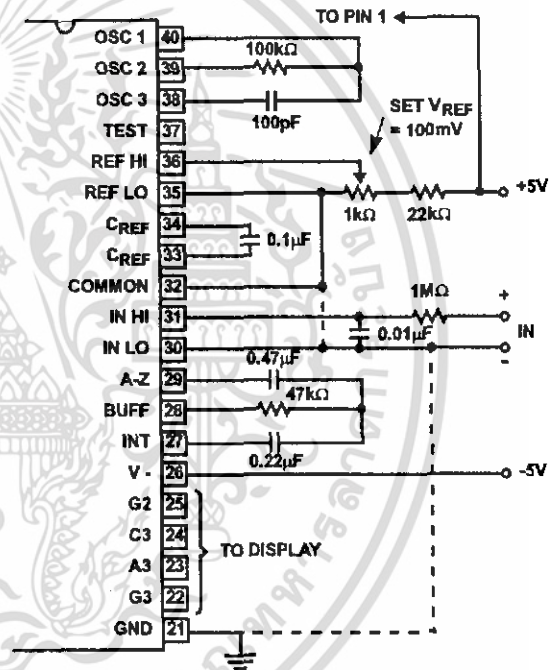 TO PIN 1
OSC 1 40
100kΩ
OSC 2 39
OSC 3 38
100pF
SET VREF
= 100mV
TEST 37
REF HI 36
REF LO 35
+5V
1kΩ 22kΩ
CREF 34
0.1µF
CREF 33
COMMON 32
1MΩ
IN HI 31
+
0.01µF
IN
IN LO 30
-
0.47µF
A-Z 29
47kΩ
BUFF 28
INT 27
0.22µF
V - 26
-5V
G2 25
C3 24
TO DISPLAY
A3 23
G3 22
GND 21